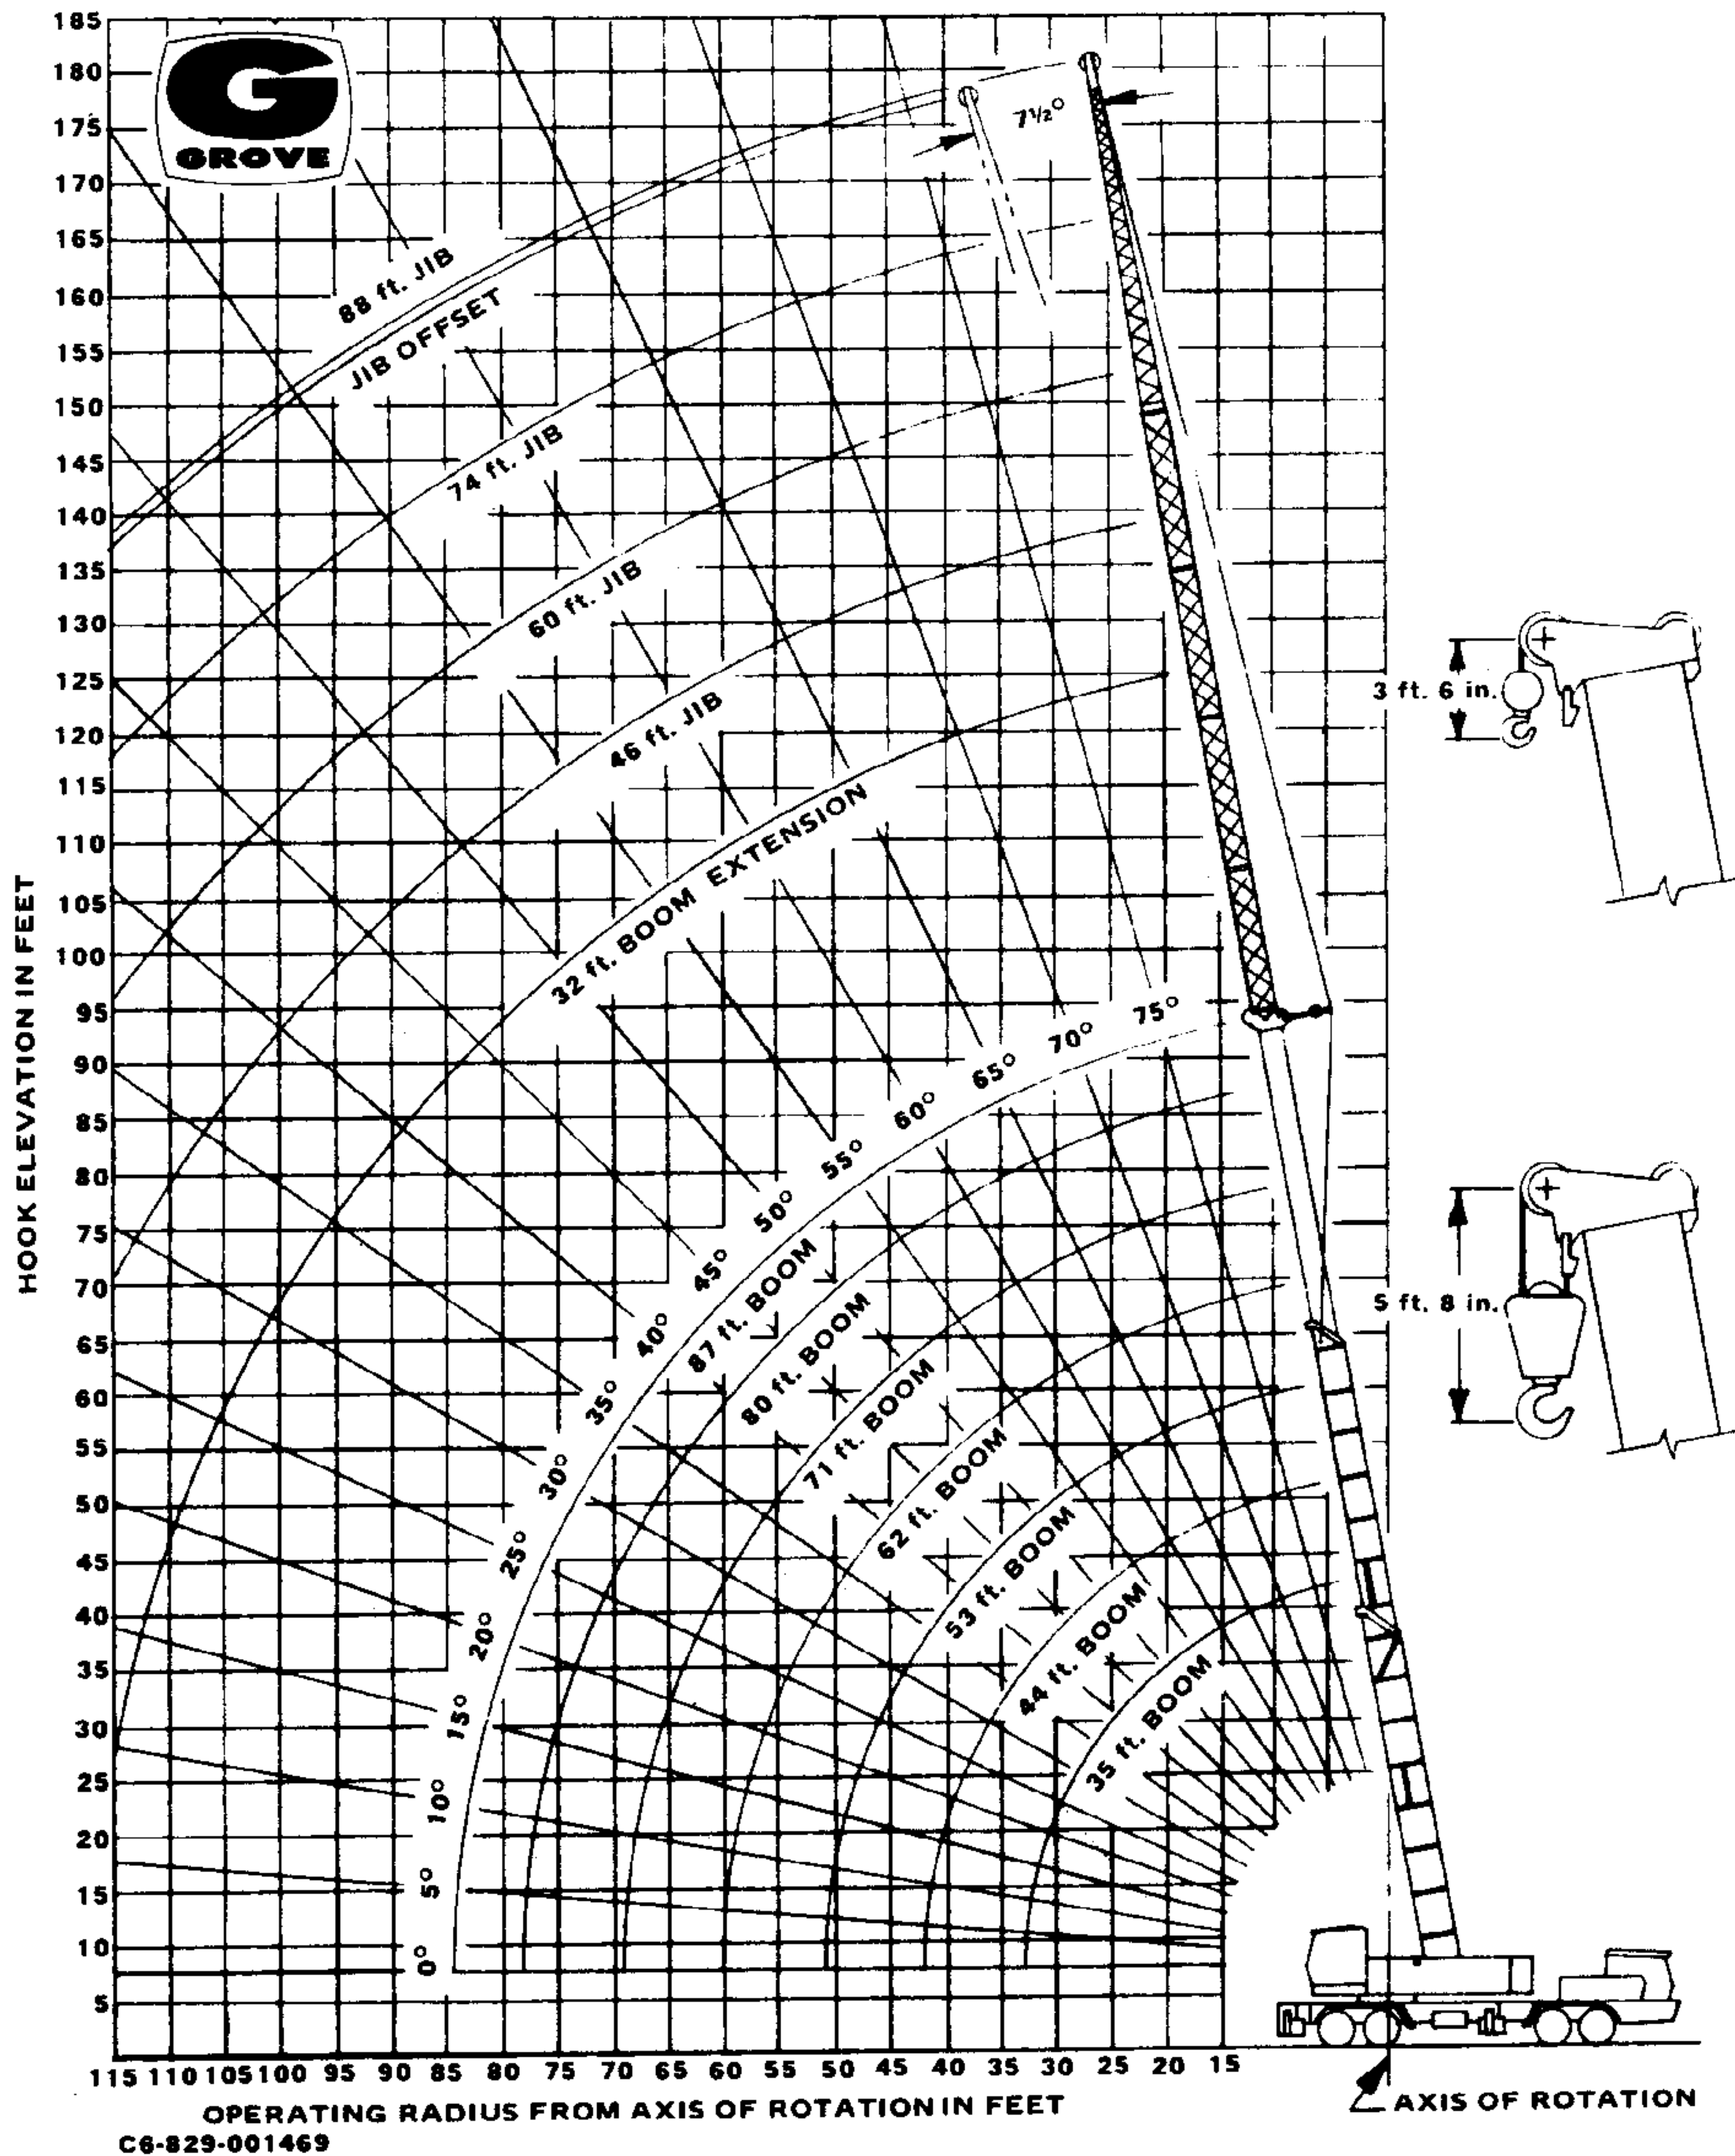 185
180
175
170
165
160
155
150
145
140
135
130
125
120
115
110
105
100
95
90
85
80
75
70
65
60
55
50
45
40
35
30
25
20
15
10
5
HOOK ELEVATION IN FEET
G
GROVE
7½°
88 ft. JIB
JIB OFFSET
74 ft. JIB
60 ft. JIB
46 ft. JIB
32 ft. BOOM EXTENSION
75°
70°
65°
60°
55°
50°
45°
40°
35°
30°
25°
20°
15°
10°
5°
0°
87 ft. BOOM
80 ft. BOOM
71 ft. BOOM
62 ft. BOOM
53 ft. BOOM
44 ft. BOOM
35 ft. BOOM
3 ft. 6 in.
5 ft. 8 in.
115 110 105 100 95 90 85 80 75 70 65 60 55 50 45 40 35 30 25 20 15
OPERATING RADIUS FROM AXIS OF ROTATION IN FEET
AXIS OF ROTATION
C6-829-001469